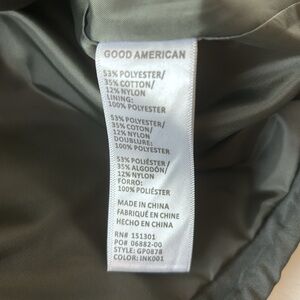 GOOD AMERICAN
53% POLYESTER/
35% COTTON/
12% NYLON
LINING:
100% POLYESTER
53% POLYESTER/
35% COTON/
12% NYLON
DOUBLURE:
100% POLYESTER
53% POLIÉSTER/
35% ALGODÓN/
12% NYLON
FORRO:
100% POLIÉSTER
MADE IN CHINA
FABRIQUÉ EN CHINE
HECHO EN CHINA
RN# 151301
PO# 06882-00
STYLE: GP0878
COLOR: INK001